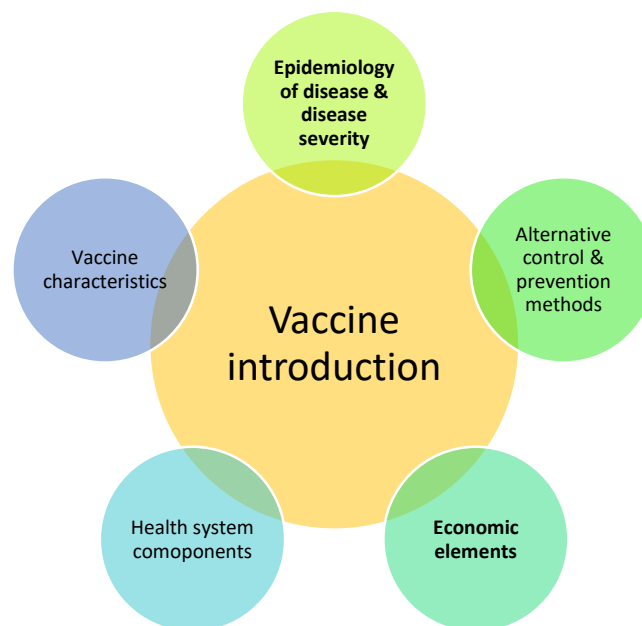 Epidemiology
of disease &
disease
severity
Alternative
control &
prevention
methods
Economic
elements
Health system
comoponents
Vaccine
characteristics
Vaccine
introduction